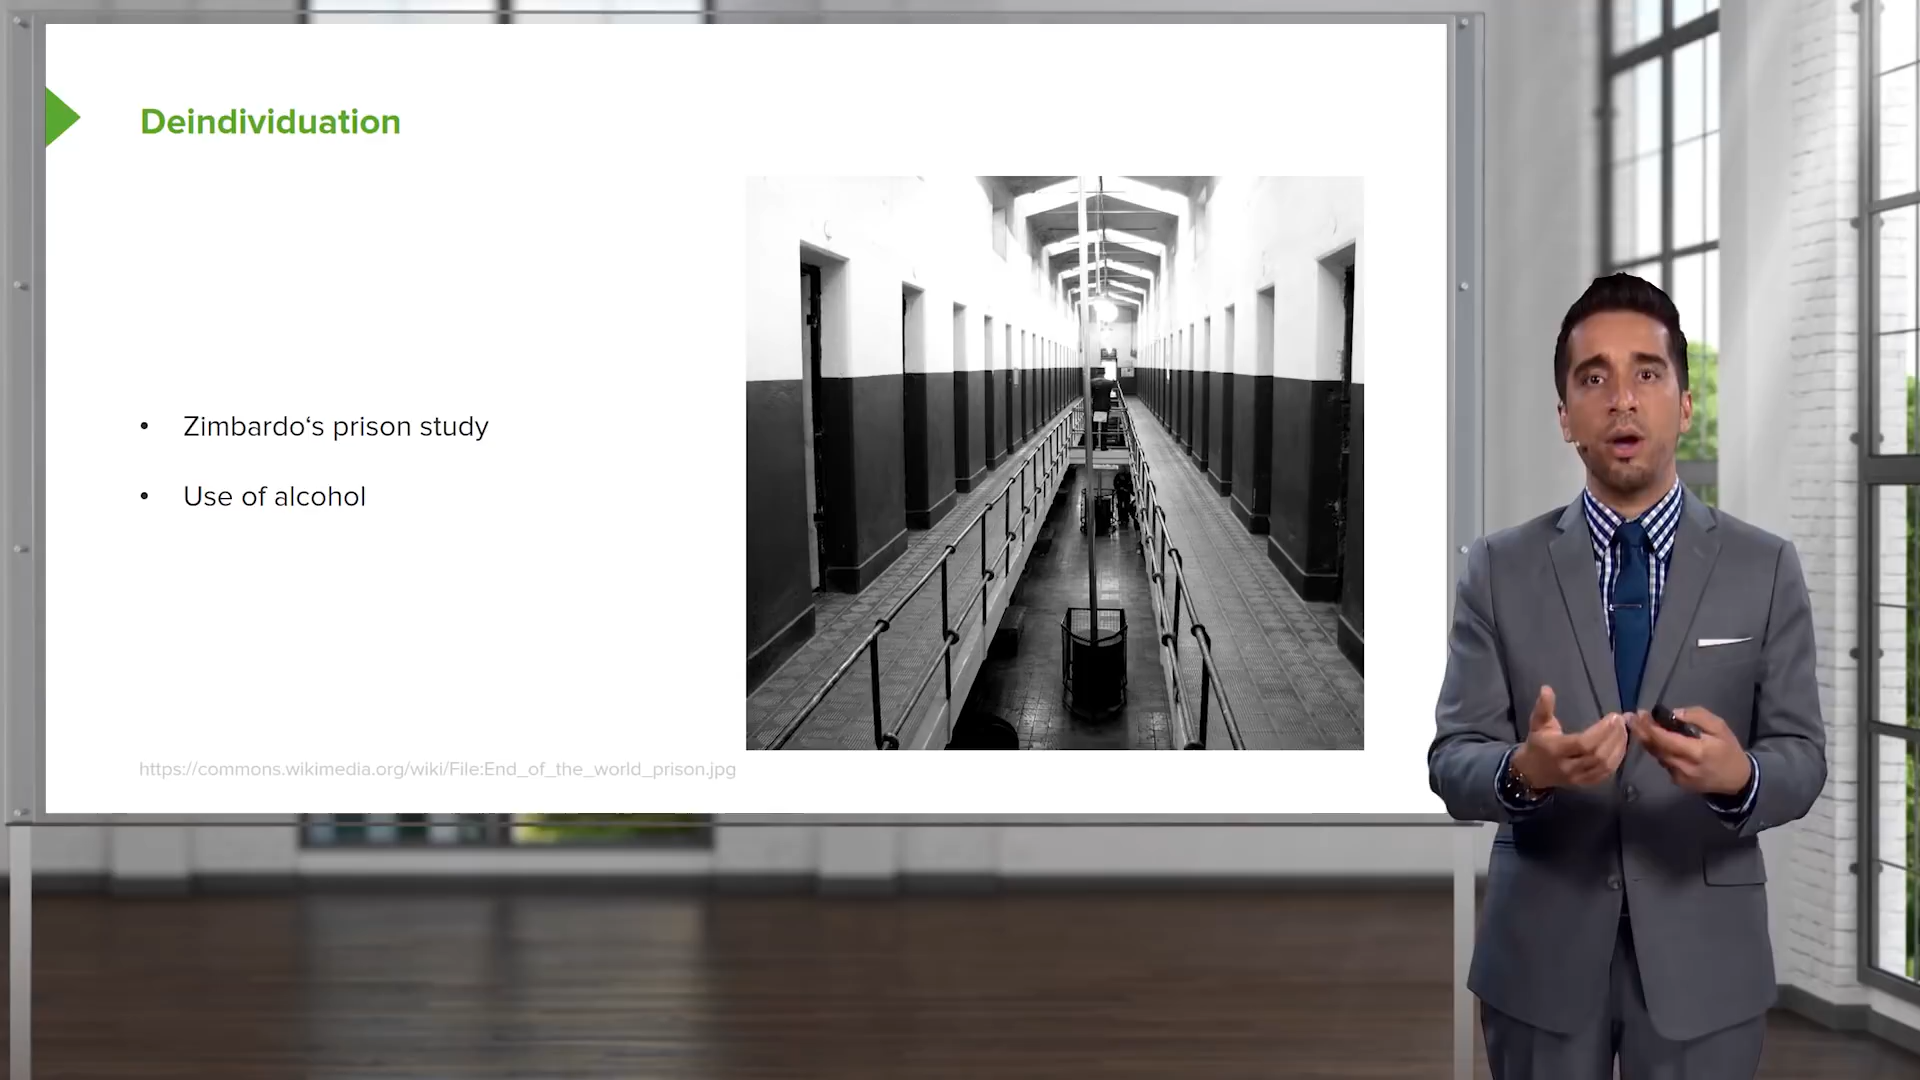 Deindividuation
• Zimbardo‘s prison study
• Use of alcohol
https://commons.wikimedia.org/wiki/File:End_of_the_world_prison.jpg